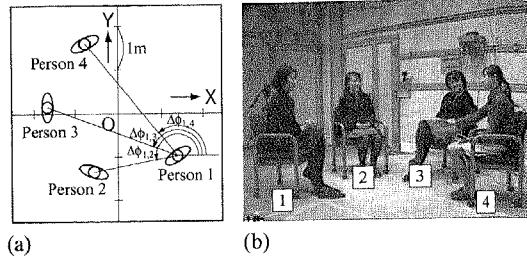 Y
1m
Person 4
X
Δϕ1,4
O
Δϕ1,3
Person 3
Δϕ1,2
Person 1
Person 2
(a)
1
2
3
4
(b)